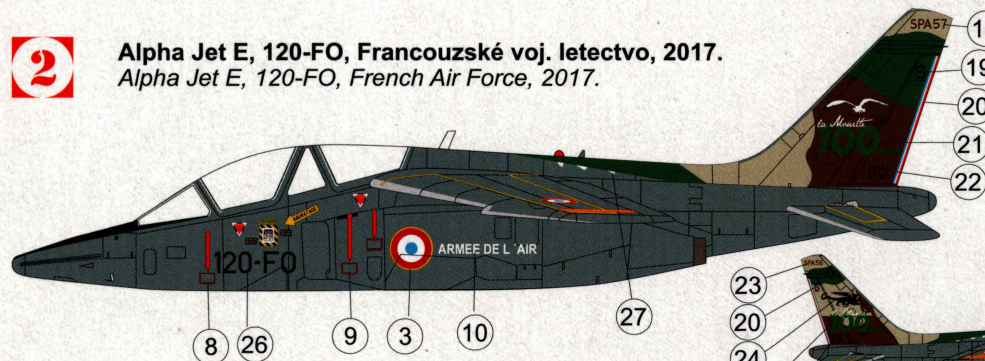 2
Alpha Jet E, 120-FO, Francouzské voj. letectvo, 2017.
Alpha Jet E, 120-FO, French Air Force, 2017.
SPA57
19
20
la Mouette
100
21
22
ARMEE DE L 'AIR
120-FO
23
SPA56
20
100
24
8
26
9
3
10
27